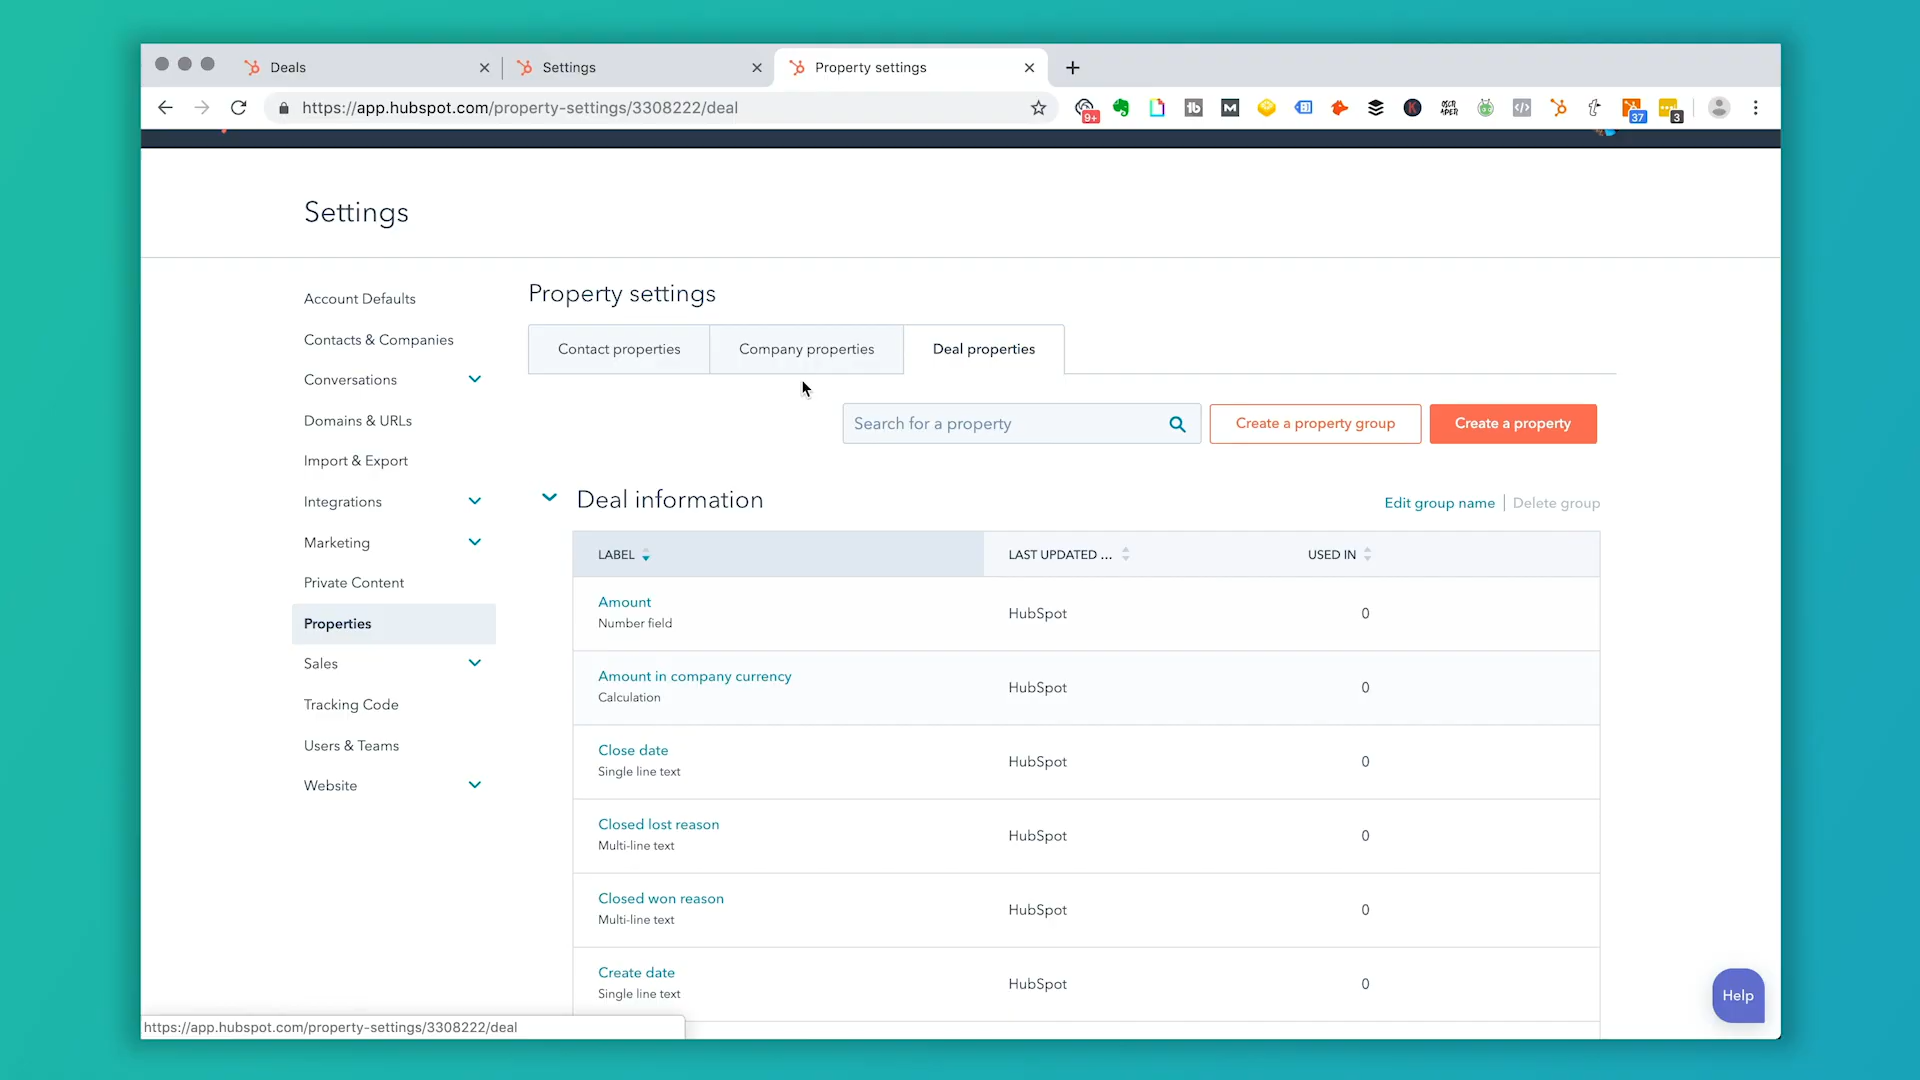 Deals
Settings
Property settings
https://app.hubspot.com/property-settings/3308222/deal
9+
37
3
Settings
Account Defaults
Contacts & Companies
Conversations
Domains & URLs
Import & Export
Integrations
Marketing
Private Content
Properties
Sales
Tracking Code
Users & Teams
Website
Property settings
Contact properties
Company properties
Deal properties
Search for a property
Create a property group
Create a property
Deal information
Edit group name
Delete group
LABEL
LAST UPDATED ...
USED IN
Amount
Number field
HubSpot
0
Amount in company currency
Calculation
HubSpot
0
Close date
Single line text
HubSpot
0
Closed lost reason
Multi-line text
HubSpot
0
Closed won reason
Multi-line text
HubSpot
0
Create date
Single line text
HubSpot
0
Help
https://app.hubspot.com/property-settings/3308222/deal